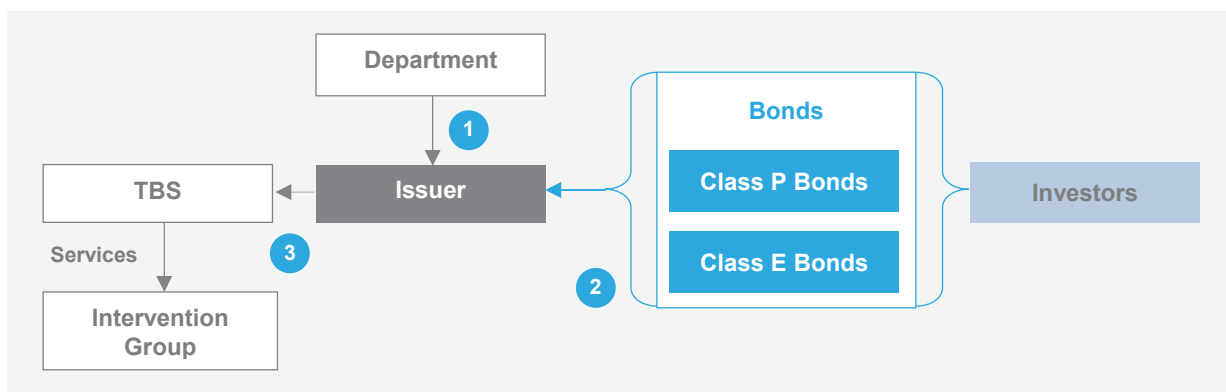 Department
1
Bonds
Class P Bonds
TBS
Issuer
Investors
Services
3
Class E Bonds
2
Intervention
Group